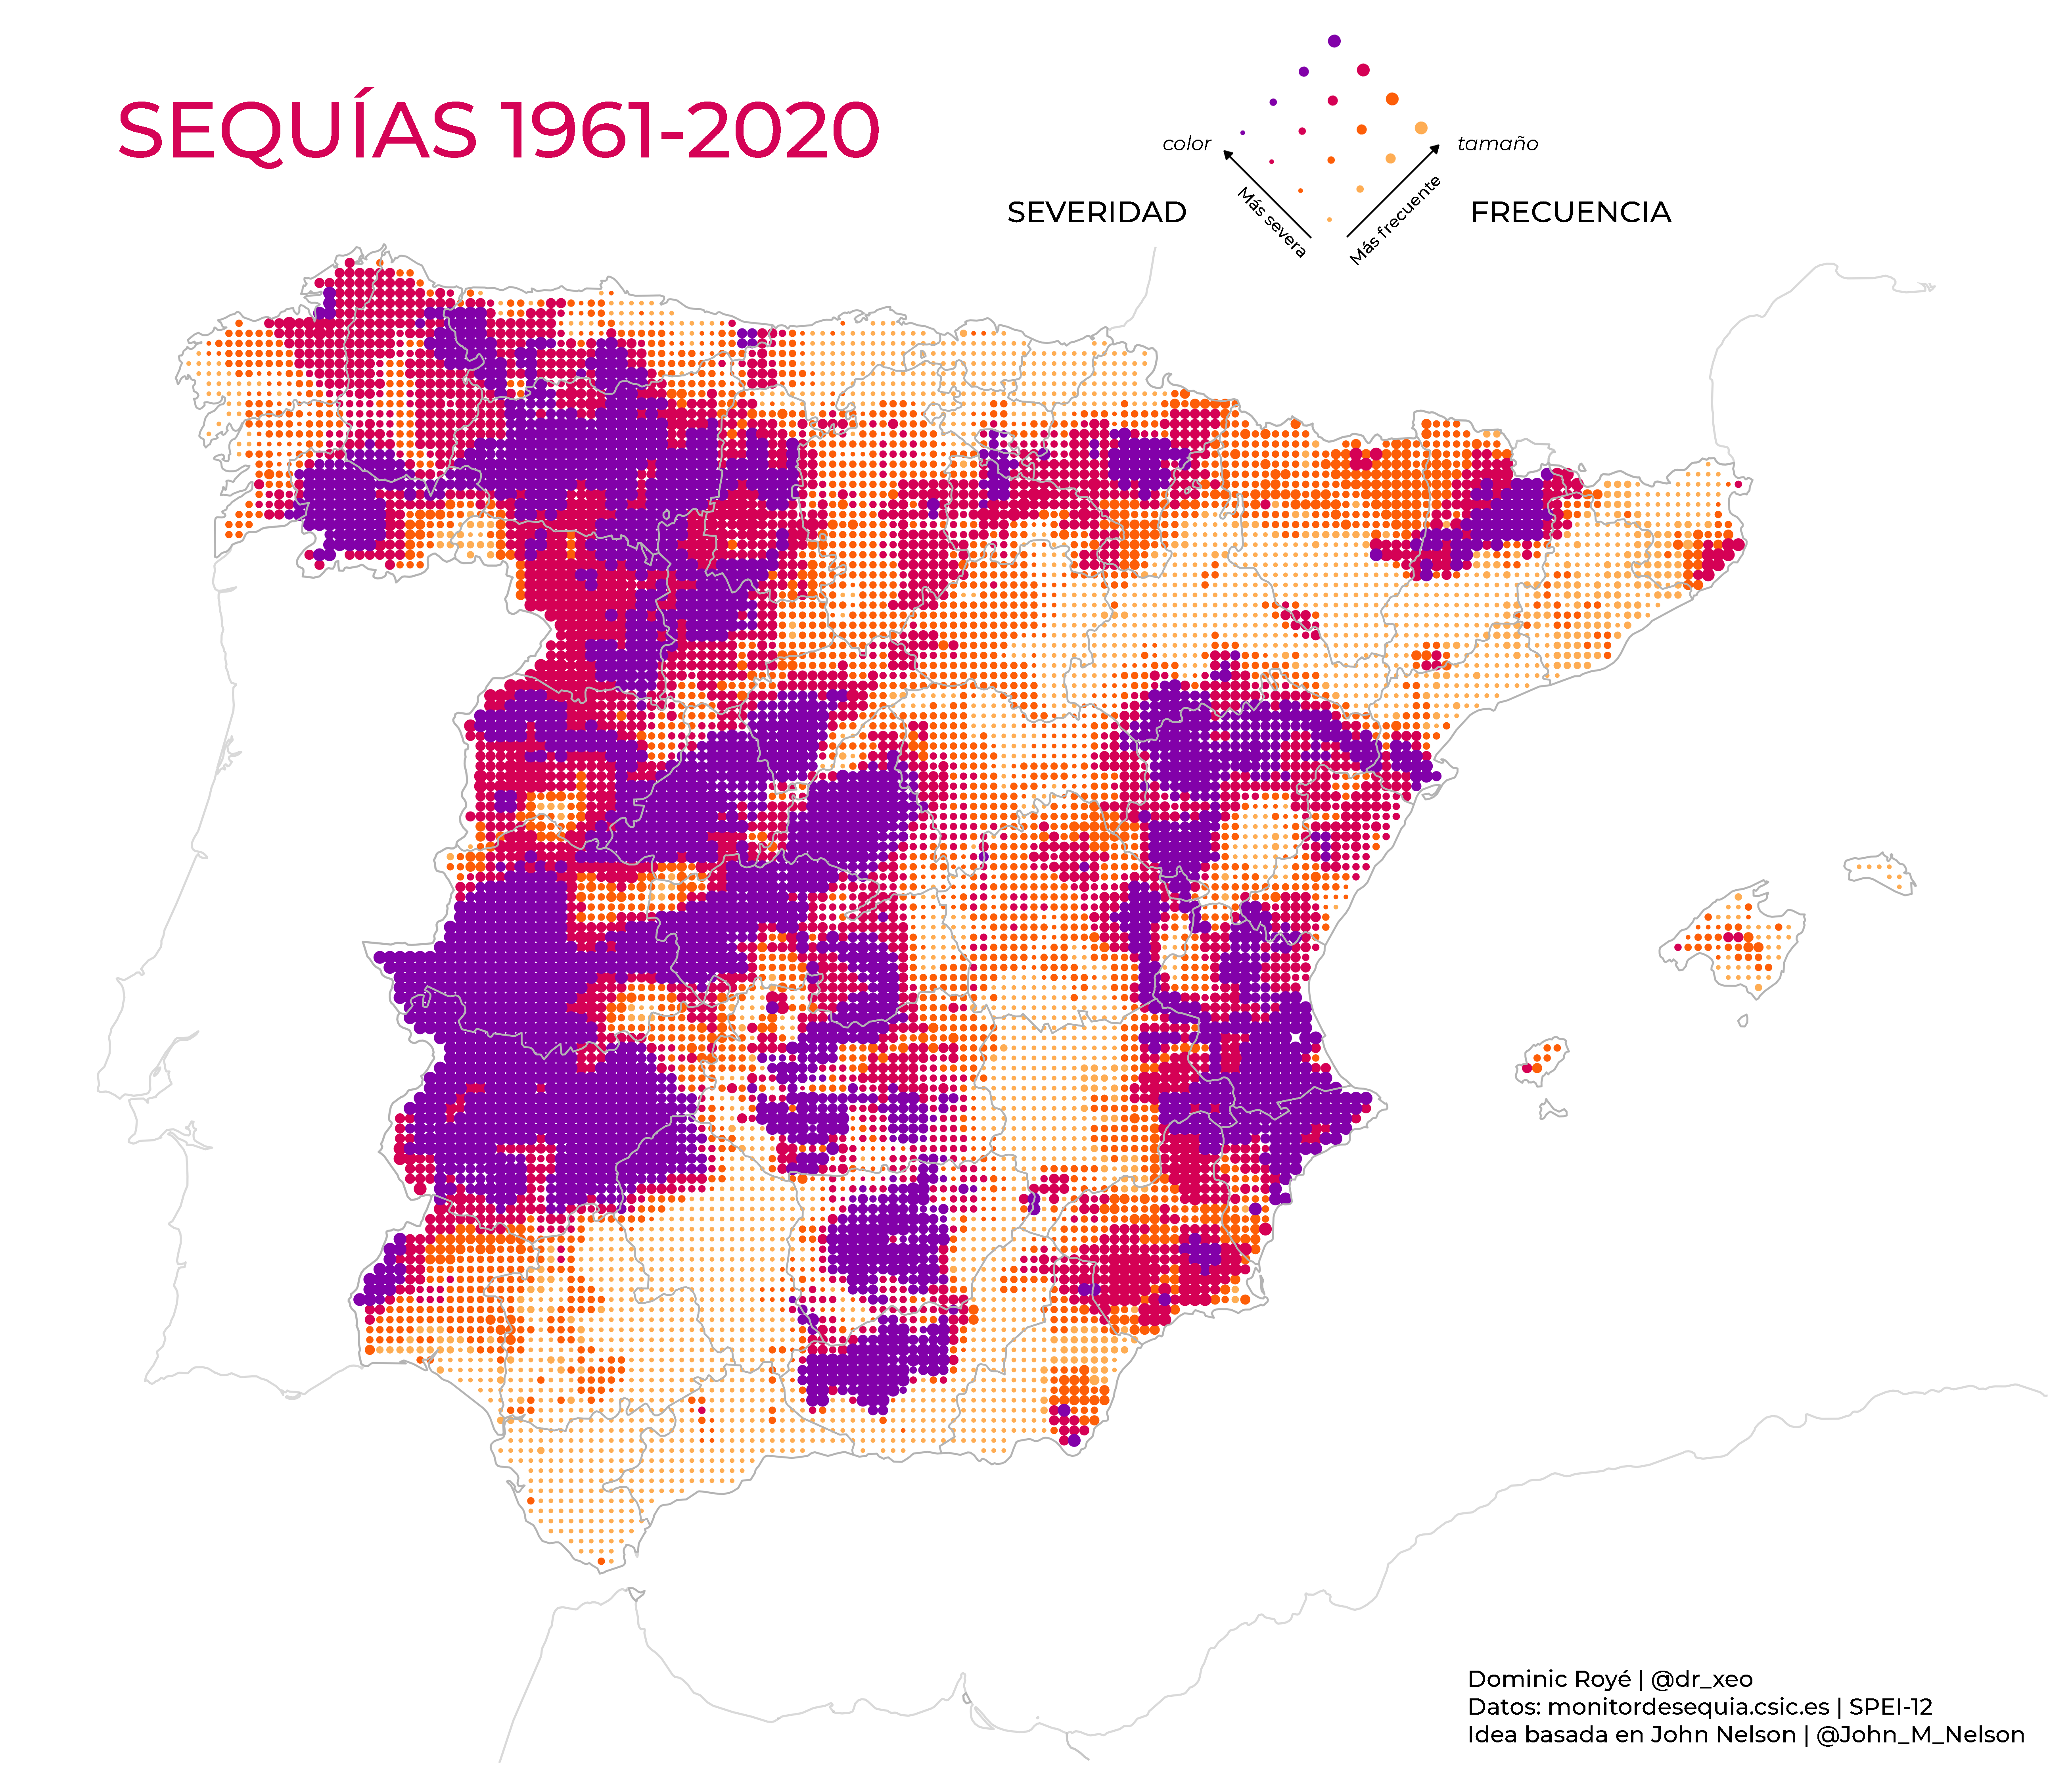 SEQUÍAS 1961-2020
color
tamaño
Más severa
Más frecuente
SEVERIDAD
FRECUENCIA
Dominic Royé | @dr_xeo
Datos: monitordesequia.csic.es | SPEI-12
Idea basada en John Nelson | @John_M_Nelson